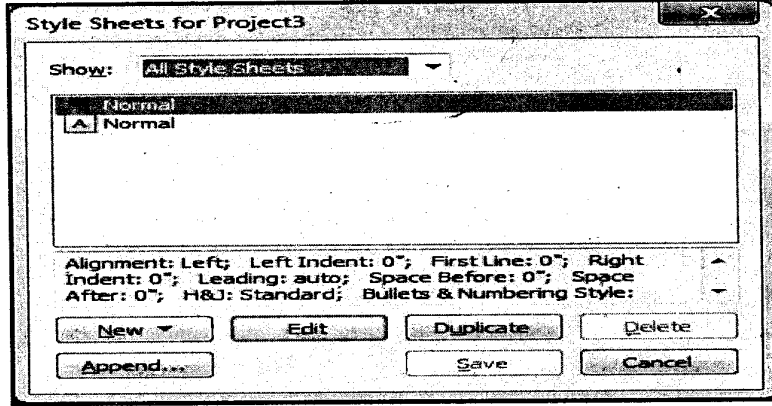 Style Sheets for Project3
Show: All Style Sheets
Normal
A Normal
Alignment: Left; Left Indent: 0"; First Line: 0"; Right
Indent: 0"; Leading: auto; Space Before: 0"; Space
After: 0"; H&J: Standard; Bullets & Numbering Style:
New Edit Duplicate Delete
Append... Save Cancel